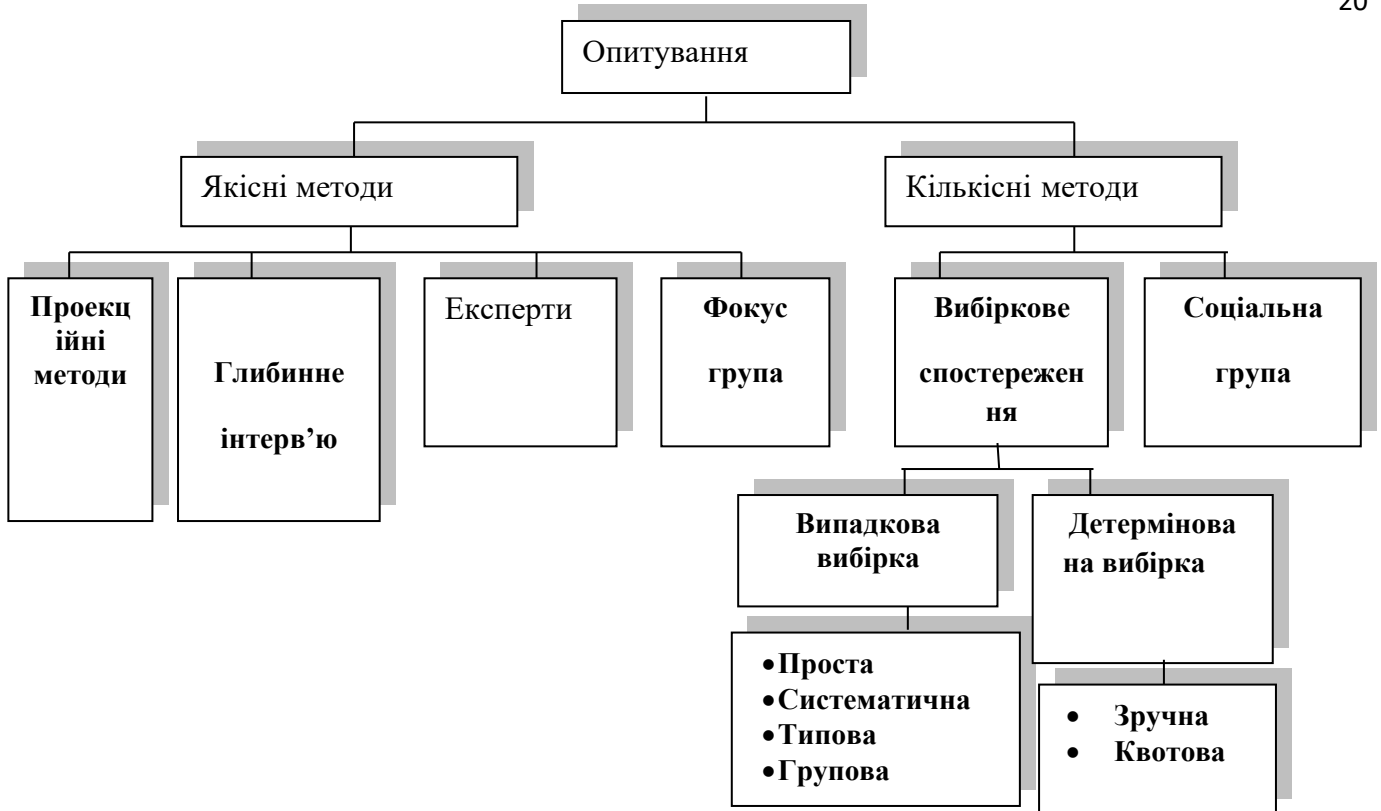 20
Опитування
Якісні методи
Кількісні методи
Проекц
ійні
методи
Глибинне
інтерв’ю
Експерти
Фокус
група
Вибіркове
спостережен
ня
Соціальна
група
Випадкова
вибірка
Детермінова
на вибірка
•Проста
•Систематична
•Типова
•Групова
• Зручна
• Квотова